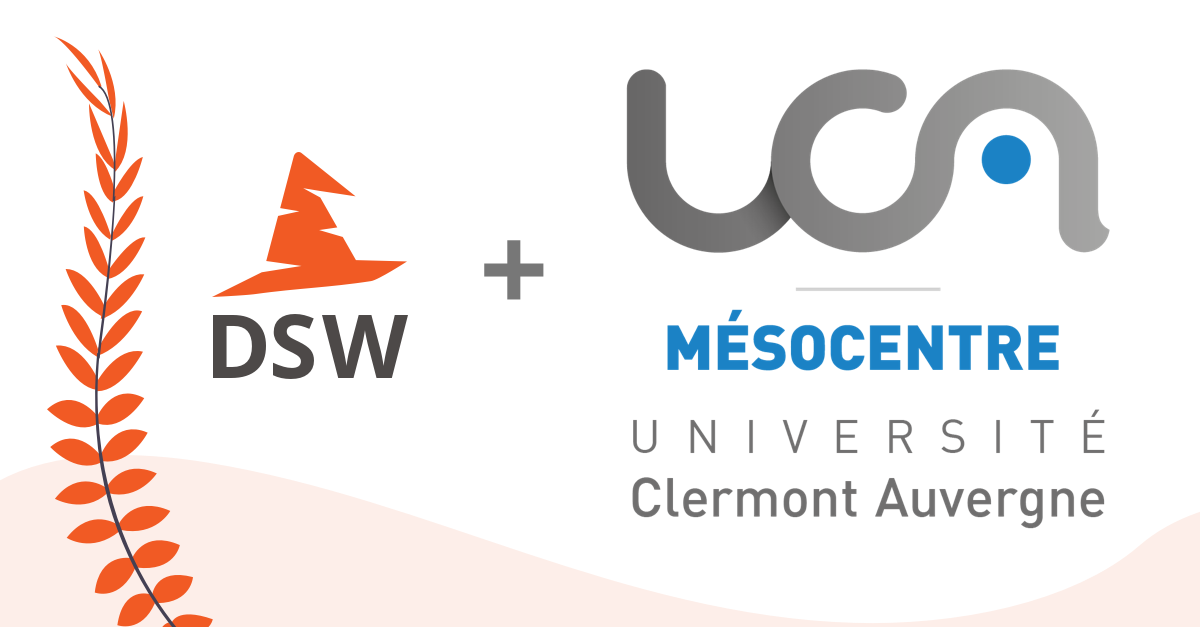 DSW
+
UCA
MÉSOCENTRE
UNIVERSITÉ
Clermont Auvergne